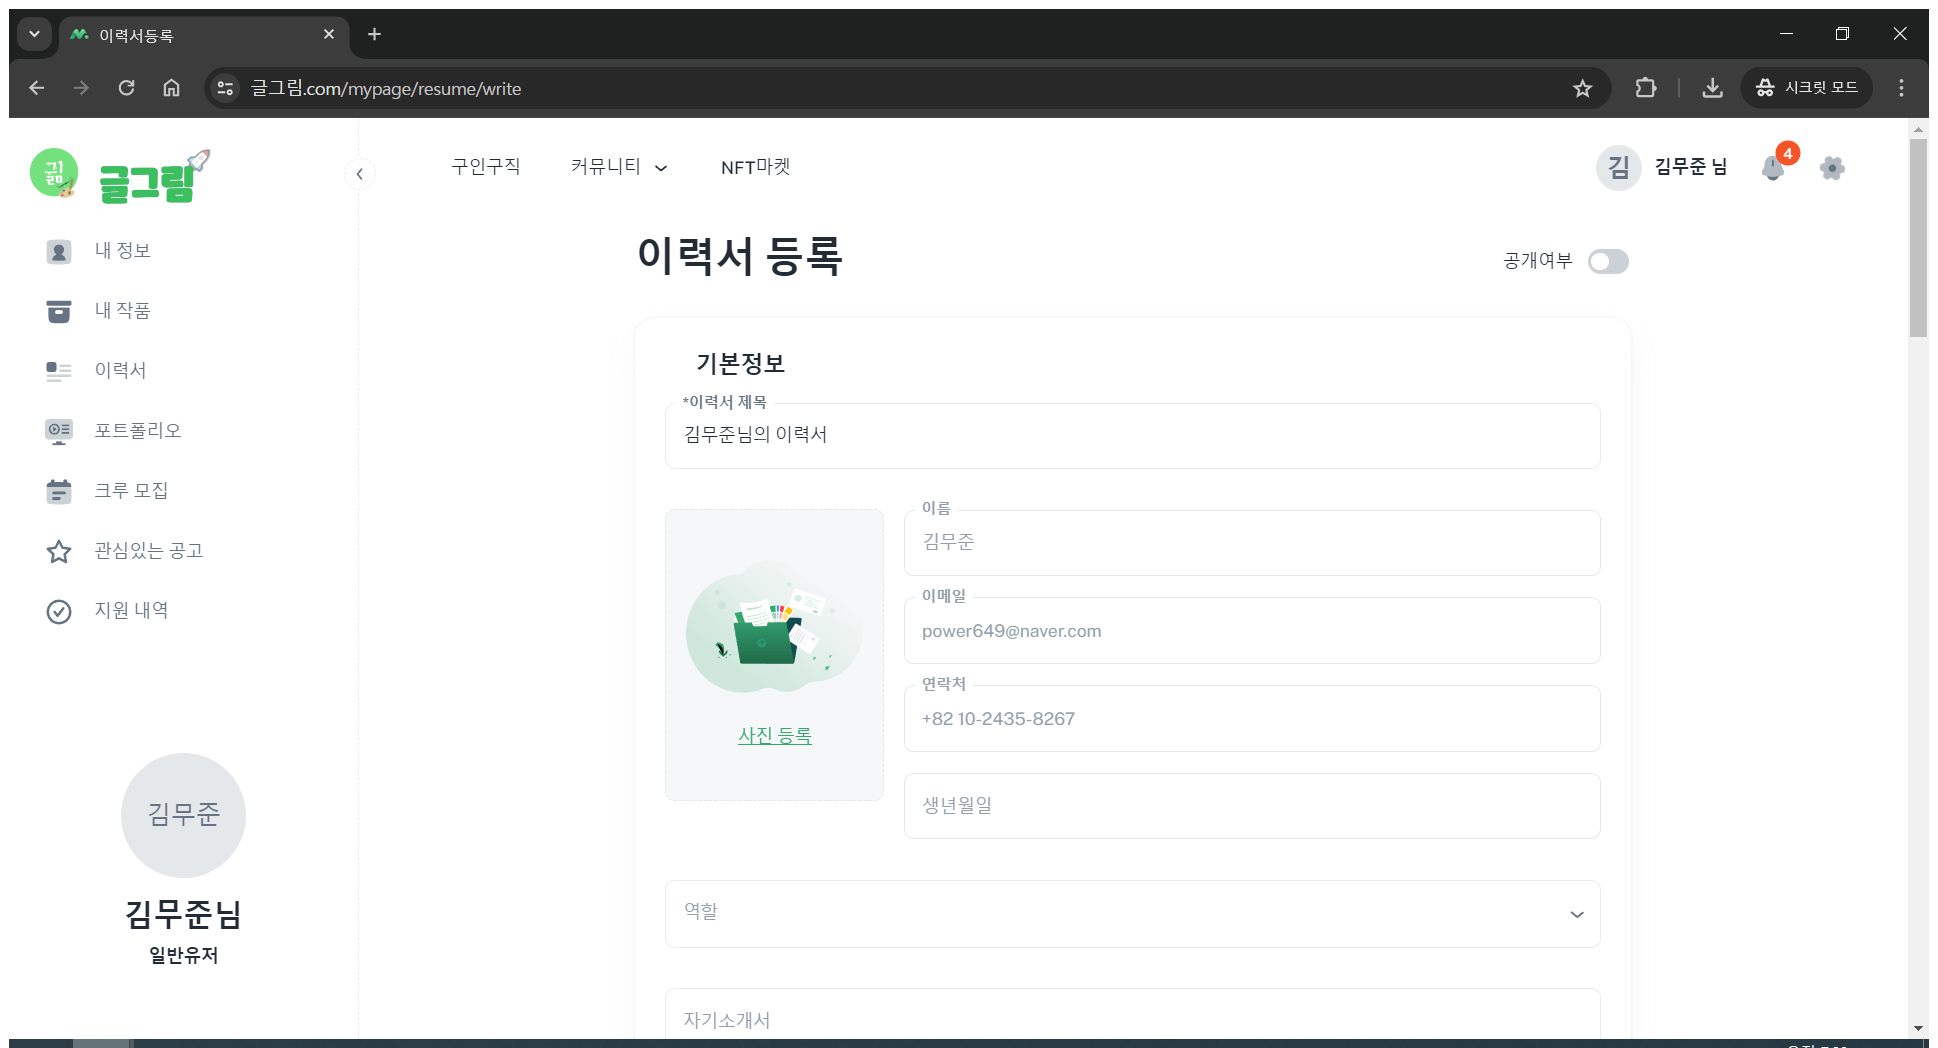 이력서등록
글그림.com/mypage/resume/write
시크릿 모드
글그림
구인구직
커뮤니티
NFT마켓
김
김무준 님
4
내 정보
내 작품
이력서
포트폴리오
크루 모집
관심있는 공고
지원 내역
김무준
김무준님
일반유저
이력서 등록
공개여부
기본정보
*이력서 제목
김무준님의 이력서
사진 등록
이름
김무준
이메일
power649@naver.com
연락처
+82 10-2435-8267
생년월일
역할
자기소개서